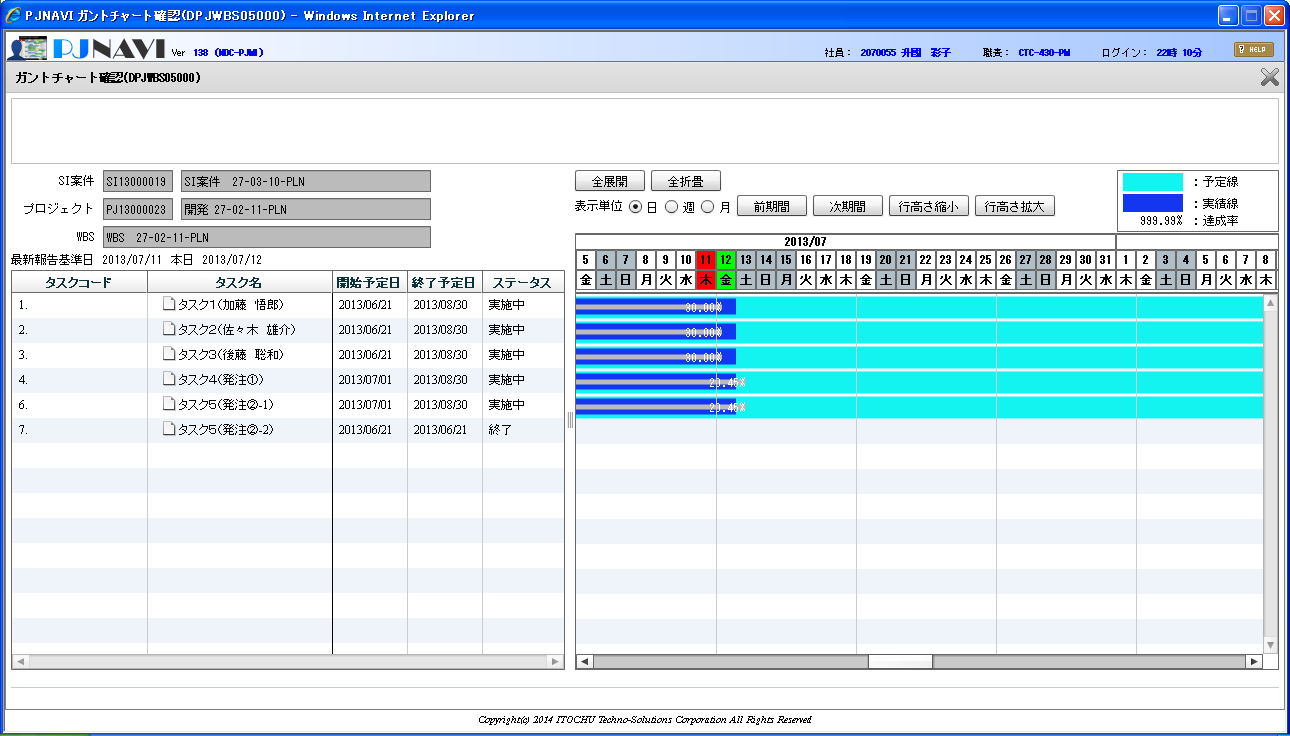 PJNAVI ガントチャート確認(DPJWBS05000) - Windows Internet Explorer
PJNAVI Ver 138 (NDC-PJMI) 社員： 2070055 升國 彩子 職責： CTC-430-PM ログイン： 22時 10分 ? HELP
ガントチャート確認(DPJWBS05000)
SI案件 SI13000019 SI案件 27-03-10-PLN 全展開 全折畳 ：予定線
プロジェクト PJ13000023 開発 27-02-11-PLN 表示単位 日 週 月 前期間 次期間 行高さ縮小 行高さ拡大 ：実績線
999.99% ：達成率
WBS WBS 27-02-11-PLN
2013/07
最新報告基準日 2013/07/11 本日 2013/07/12
5 6 7 8 9 10 11 12 13 14 15 16 17 18 19 20 21 22 23 24 25 26 27 28 29 30 31 1 2 3 4 5 6 7 8
タスクコード タスク名 開始予定日 終了予定日 ステータス
金 土 日 月 火 水 木 金 土 日 月 火 水 木 金 土 日 月 火 水 木 金 土 日 月 火 水 木 金 土 日 月 火 水 木
1. タスク1(加藤 悟郎) 2013/06/21 2013/08/30 実施中 30.00%
2. タスク2(佐々木 雄介) 2013/06/21 2013/08/30 実施中 30.00%
3. タスク3(後藤 聡和) 2013/06/21 2013/08/30 実施中 30.00%
4. タスク4(発注①) 2013/07/01 2013/08/30 実施中 20.45%
6. タスク5(発注②-1) 2013/07/01 2013/08/30 実施中 20.45%
7. タスク5(発注②-2) 2013/06/21 2013/06/21 終了
Copyright(c) 2014 ITOCHU Techno-Solutions Corporation All Rights Reserved